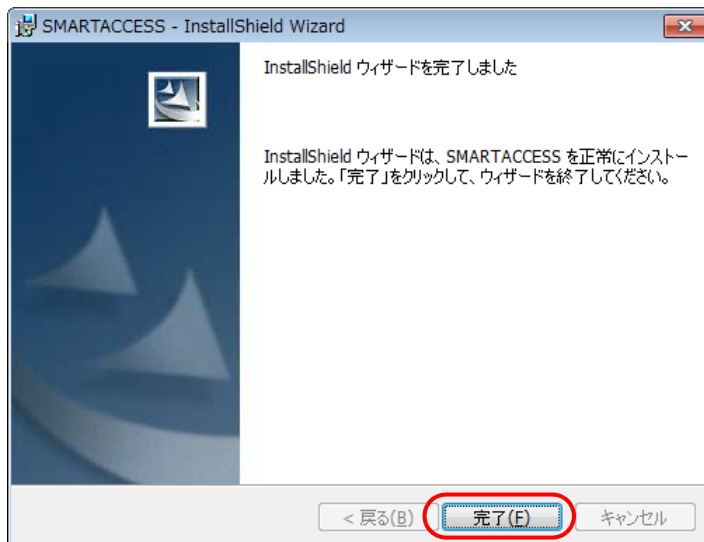 SMARTACCESS - InstallShield Wizard
InstallShield ウィザードを完了しました
InstallShield ウィザードは、SMARTACCESS を正常にインストー
ルしました。「完了」をクリックして、ウィザードを終了してください。
< 戻る(B) 完了(F) キャンセル